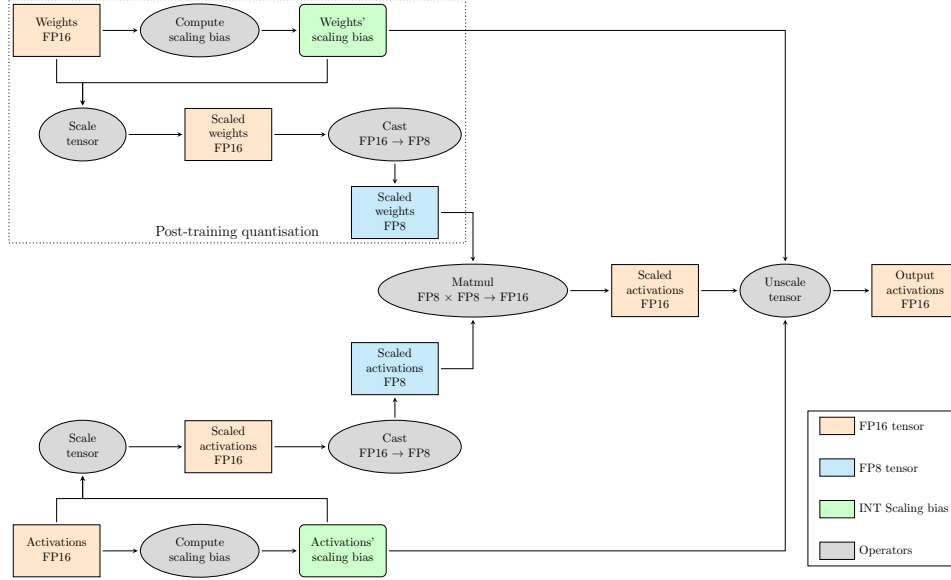 Weights
FP16
Compute
scaling bias
Weights'
scaling bias
Scale
tensor
Scaled
weights
FP16
Cast
FP16 → FP8
Scaled
weights
FP8
Post-training quantisation
Matmul
FP8 × FP8 → FP16
Scaled
activations
FP16
Unscale
tensor
Output
activations
FP16
Scaled
activations
FP8
Scale
tensor
Scaled
activations
FP16
Cast
FP16 → FP8
Activations
FP16
Compute
scaling bias
Activations'
scaling bias
FP16 tensor
FP8 tensor
INT Scaling bias
Operators